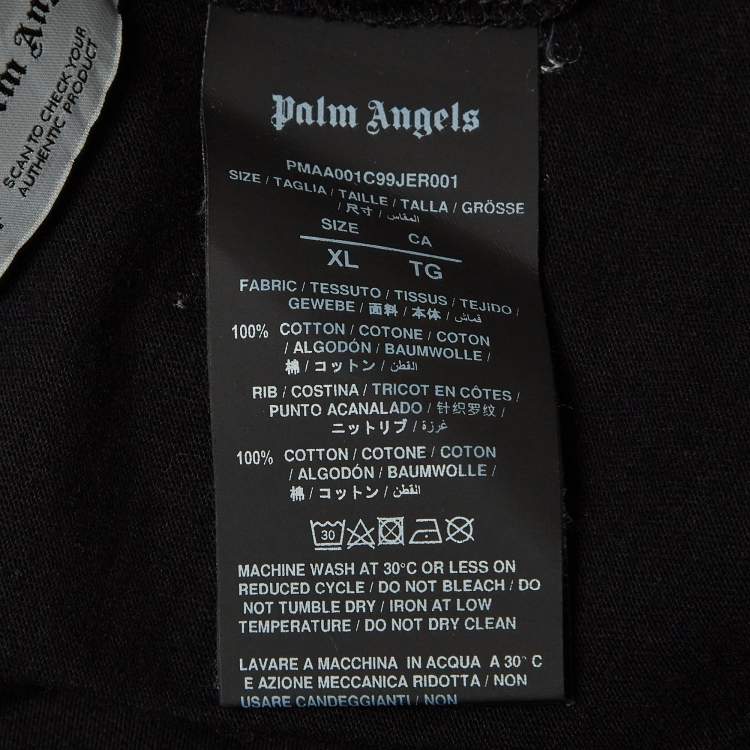 lm Ang
SCAN TO CHECK YOUR
AUTHENTIC PRODUCT
Palm Angels
PMAA001C99JER001
SIZE / TAGLIA / TAILLE / TALLA / GRÖSSE
/ 尺寸 / المقاس
SIZE CA
XL TG
FABRIC / TESSUTO / TISSUS / TEJIDO /
GEWEBE / 面料 / 本体 / قماش
100% COTTON / COTONE / COTON
/ ALGODÓN / BAUMWOLLE /
棉 / コットン / القطن
RIB / COSTINA / TRICOT EN CÔTES /
PUNTO ACANALADO / 针织罗纹 /
ニットリブ / غرزة
100% COTTON / COTONE / COTON
/ ALGODÓN / BAUMWOLLE /
棉 / コットン / القطن
30
MACHINE WASH AT 30°C OR LESS ON
REDUCED CYCLE / DO NOT BLEACH / DO
NOT TUMBLE DRY / IRON AT LOW
TEMPERATURE / DO NOT DRY CLEAN
LAVARE A MACCHINA IN ACQUA A 30° C
E AZIONE MECCANICA RIDOTTA / NON
USARE CANDEGGIANTI / NON